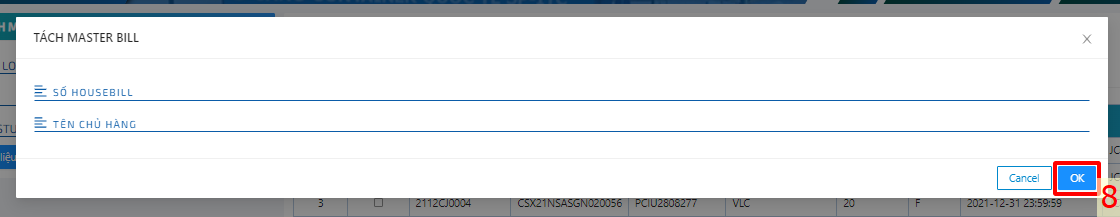 TÁCH MASTER BILL
SỐ HOUSEBILL
TÊN CHỦ HÀNG
Cancel OK
8
3 2112CJ0004 CSX21NSASGN020056 PCIU2808277 VLC 20 F 2021-12-31 23:59:59